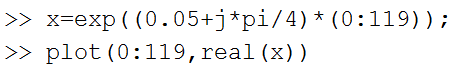 >> x=exp((0.05+j*pi/4)*(0:119));
>> plot(0:119,real(x))